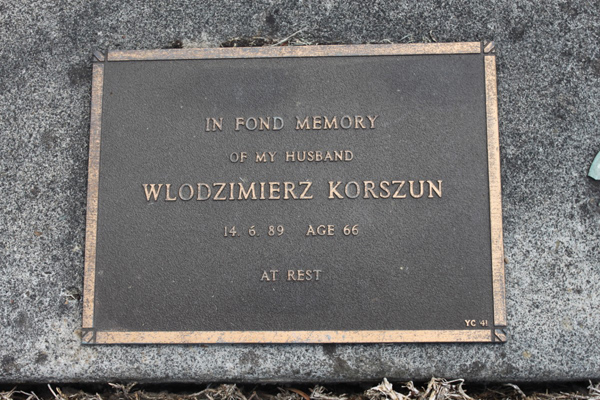 IN FOND MEMORY
OF MY HUSBAND
WLODZIMIERZ KORSZUN
14. 6. 89 AGE 66
AT REST
YC 41